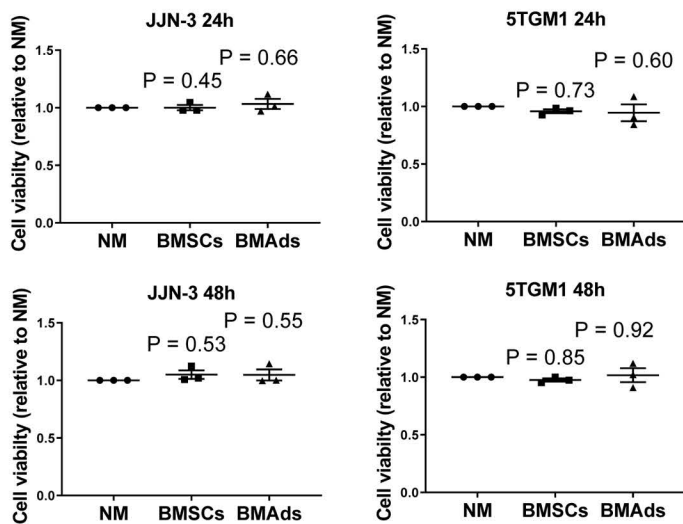 JJN-3 24h
Cell viabilty (relative to NM)
1.5
1.0
0.5
0.0
P = 0.45
P = 0.66
NM
BMSCs
BMAds
5TGM1 24h
Cell viabilty (relative to NM)
1.5
1.0
0.5
0.0
P = 0.73
P = 0.60
NM
BMSCs
BMAds
JJN-3 48h
Cell viabilty (relative to NM)
1.5
1.0
0.5
0.0
P = 0.53
P = 0.55
NM
BMSCs
BMAds
5TGM1 48h
Cell viabilty (relative to NM)
1.5
1.0
0.5
0.0
P = 0.85
P = 0.92
NM
BMSCs
BMAds